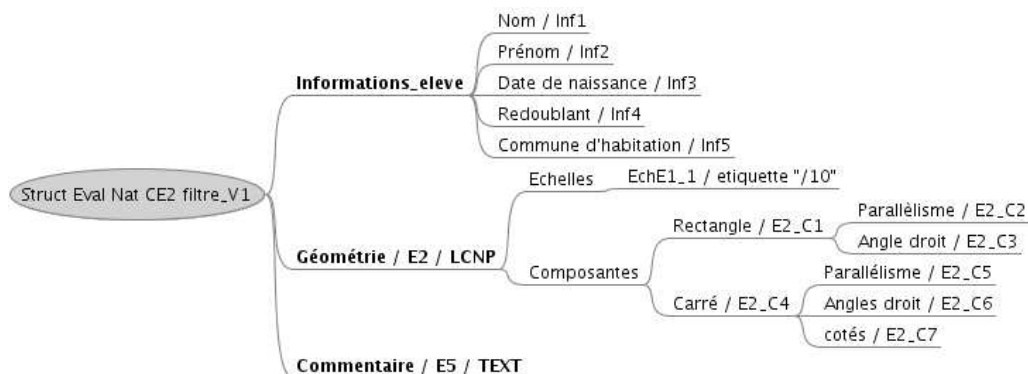 Struct Eval Nat CE2 filtre_V1
Informations_eleve
Nom / Inf1
Prénom / Inf2
Date de naissance / Inf3
Redoublant / Inf4
Commune d'habitation / Inf5
Géométrie / E2 / LCNP
Echelles
EchE1_1 / etiquette "/10"
Composantes
Rectangle / E2_C1
Parallèlisme / E2_C2
Angle droit / E2_C3
Carré / E2_C4
Parallélisme / E2_C5
Angles droit / E2_C6
cotés / E2_C7
Commentaire / E5 / TEXT